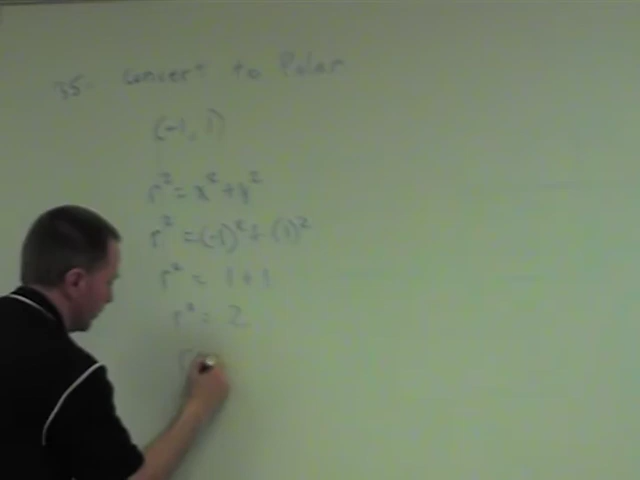 35. Convert to Polar
(-1, 1)
r² = x² + y²
r² = (-1)² + (1)²
r² = 1 + 1
r² = 2